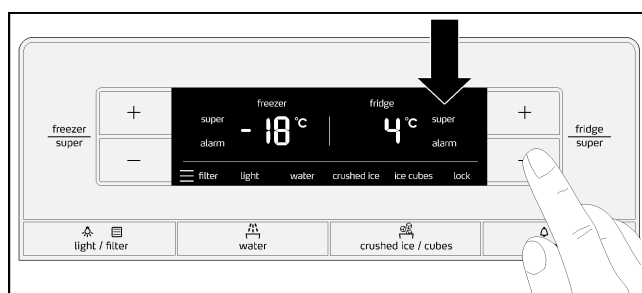 freezer fridge
super super
-18 °C 4 °C
alarm alarm
filter light water crushed ice ice cubes lock
freezer
super
+
–
+
–
fridge
super
light / filter
water
crushed ice / cubes